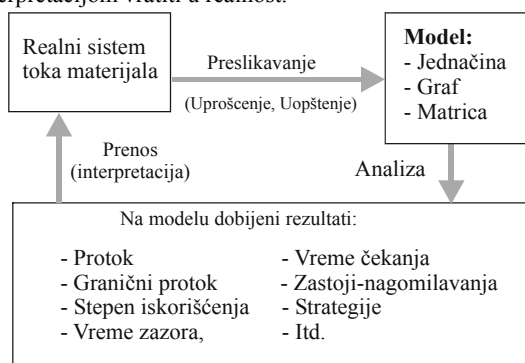 vratiti u realnost.
Realni sistem
toka materijala
Preslikavanje
(Uprošcenje, Uopštenje)
Model:
- Jednačina
- Graf
- Matrica
Prenos
(interpretacija)
Analiza
Na modelu dobijeni rezultati:
- Protok
- Granični protok
- Stepen iskorišćenja
- Vreme zazora,
- Vreme čekanja
- Zastoji-nagomilavanja
- Strategije
- Itd.